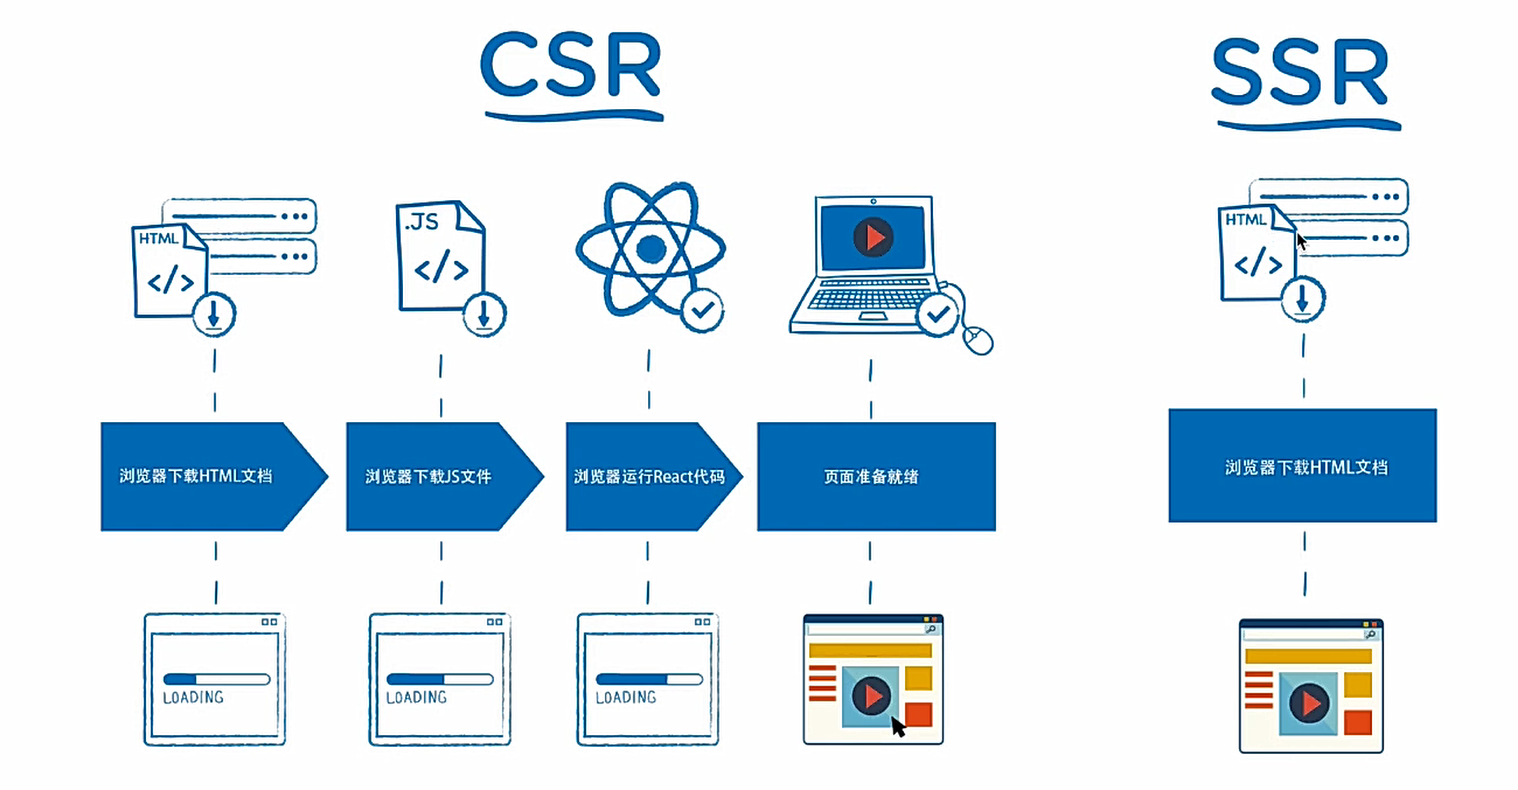 CSR
SSR
HTML
</>
.JS
</>
HTML
</>
浏览器下载HTML文档
浏览器下载JS文件
浏览器运行React代码
页面准备就绪
浏览器下载HTML文档
LOADING
LOADING
LOADING